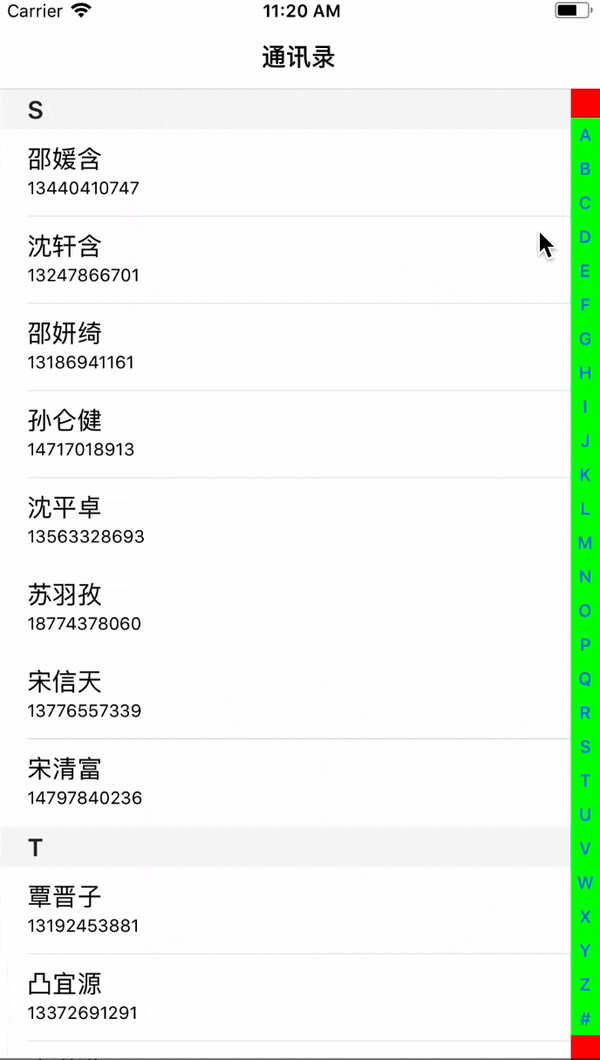 Carrier 11:20 AM
通讯录
S
邵媛含
13440410747
沈轩含
13247866701
邵妍绮
13186941161
孙仑健
14717018913
沈平卓
13563328693
苏羽孜
18774378060
宋信天
13776557339
宋清富
14797840236
T
覃晋子
13192453881
凸宜源
13372691291
A
B
C
D
E
F
G
H
I
J
K
L
M
N
O
P
Q
R
S
T
U
V
W
X
Y
Z
#